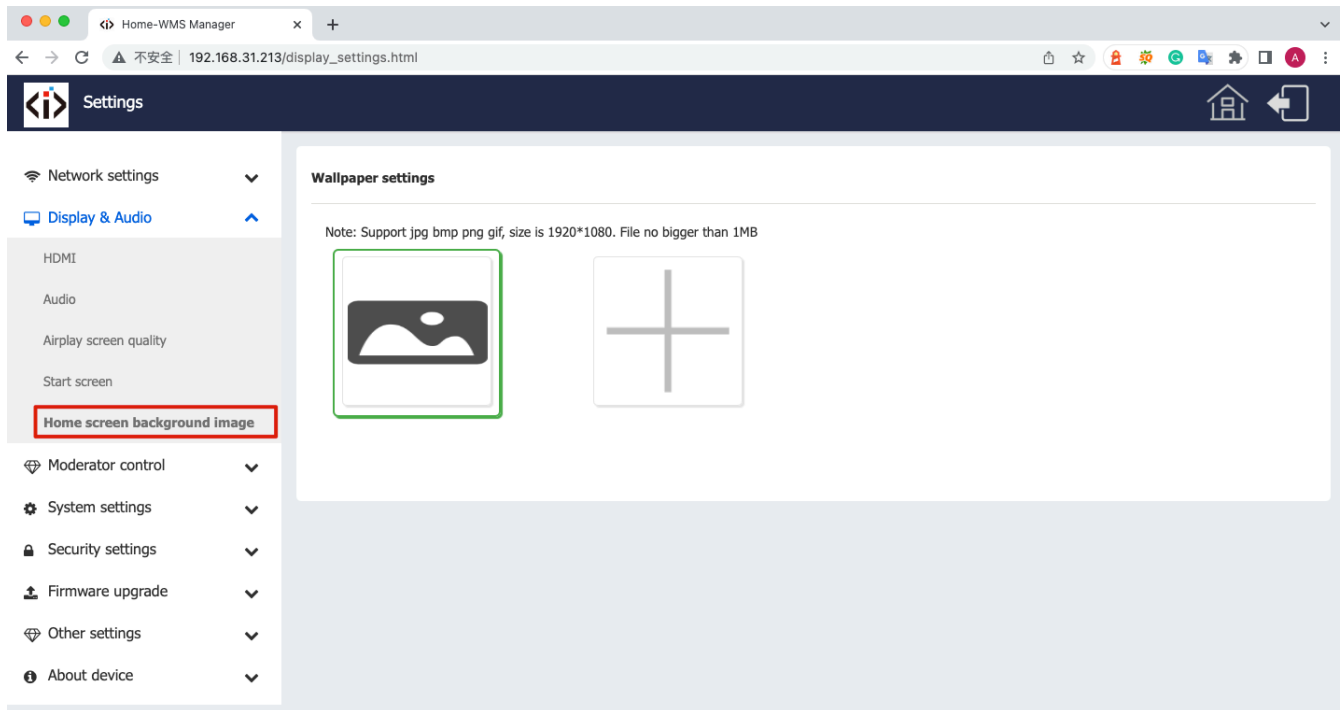 Home-WMS Manager
不安全 | 192.168.31.213/display_settings.html
A
<i> Settings
Network settings
Display & Audio
HDMI
Audio
Airplay screen quality
Start screen
Home screen background image
Moderator control
System settings
Security settings
Firmware upgrade
Other settings
About device
Wallpaper settings
Note: Support jpg bmp png gif, size is 1920*1080. File no bigger than 1MB